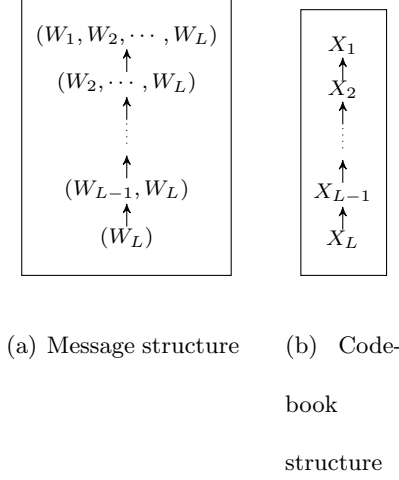 (W_1, W_2, ⋯ , W_L)
(W_2, ⋯ , W_L)
(W_{L−1}, W_L)
(W_L)
X_1
X_2
X_{L−1}
X_L
(a) Message structure
(b) Code-
book
structure